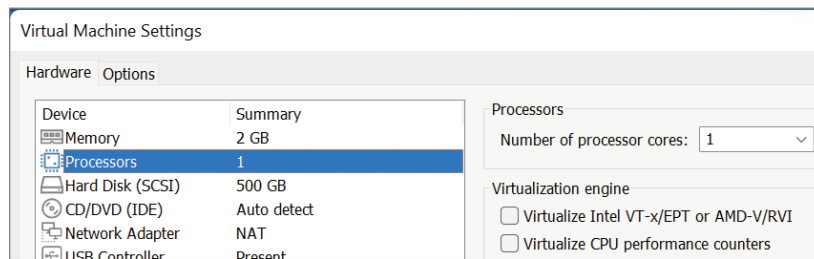 Virtual Machine Settings
Hardware Options
Device Summary
Memory 2 GB
Processors 1
Hard Disk (SCSI) 500 GB
CD/DVD (IDE) Auto detect
Network Adapter NAT
USB Controller Present
Processors
Number of processor cores: 1
Virtualization engine
Virtualize Intel VT-x/EPT or AMD-V/RVI
Virtualize CPU performance counters